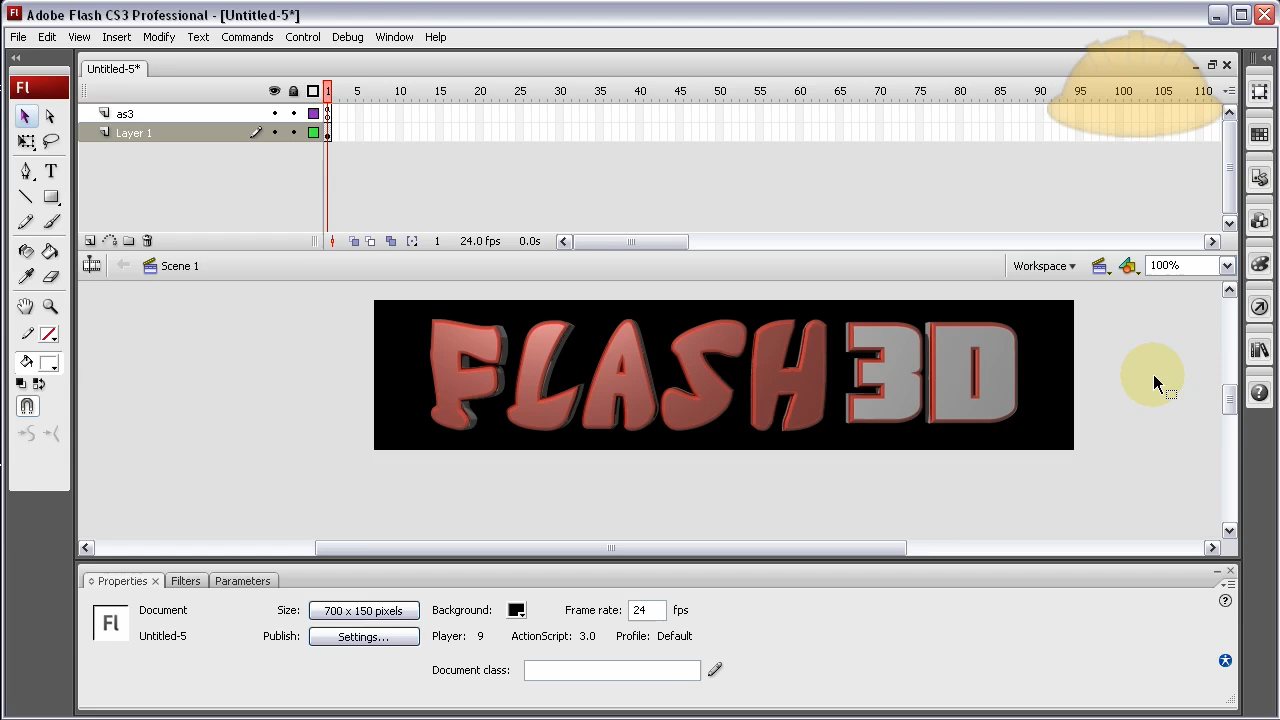 Adobe Flash CS3 Professional - [Untitled-5*]
File Edit View Insert Modify Text Commands Control Debug Window Help
Untitled-5*
Fl
1 5 10 15 20 25 30 35 40 45 50 55 60 65 70 75 80 85 90 95 100 105 110
as3
Layer 1
1 24.0 fps 0.0s
Scene 1 Workspace 100%
FLASH 3D
Properties Filters Parameters
Fl Document Size: 700 x 150 pixels Background: Frame rate: 24 fps
Untitled-5 Publish: Settings... Player: 9 ActionScript: 3.0 Profile: Default
Document class: